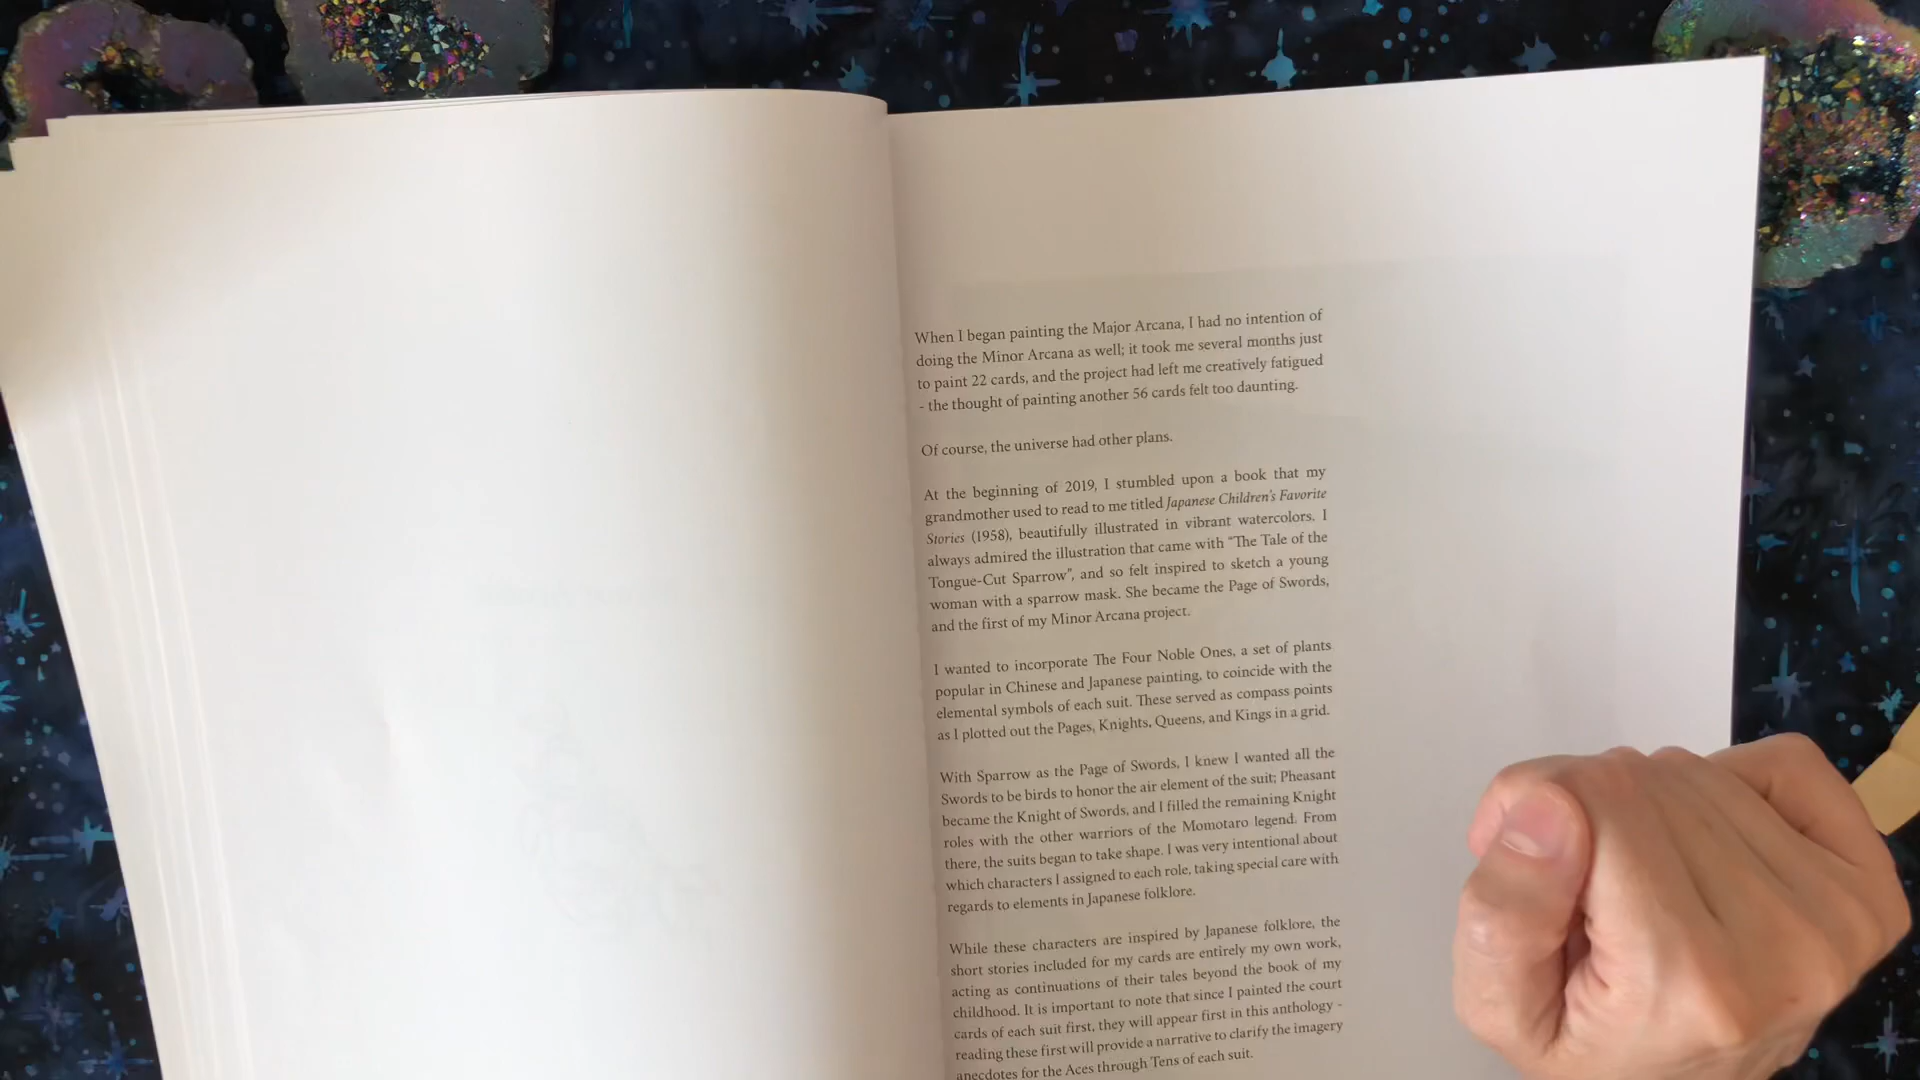 When I began painting the Major Arcana, I had no intention of
doing the Minor Arcana as well; it took me several months just
to paint 22 cards, and the project had left me creatively fatigued
- the thought of painting another 56 cards felt too daunting.
Of course, the universe had other plans.
At the beginning of 2019, I stumbled upon a book that my
grandmother used to read to me titled Japanese Children's Favorite
Stories (1958), beautifully illustrated in vibrant watercolors. I
always admired the illustration that came with "The Tale of the
Tongue-Cut Sparrow", and so felt inspired to sketch a young
woman with a sparrow mask. She became the Page of Swords,
and the first of my Minor Arcana project.
I wanted to incorporate The Four Noble Ones, a set of plants
popular in Chinese and Japanese painting, to coincide with the
elemental symbols of each suit. These served as compass points
as I plotted out the Pages, Knights, Queens, and Kings in a grid.
With Sparrow as the Page of Swords, I knew I wanted all the
Swords to be birds to honor the air element of the suit; Pheasant
became the Knight of Swords, and I filled the remaining Knight
roles with the other warriors of the Momotaro legend. From
there, the suits began to take shape. I was very intentional about
which characters I assigned to each role, taking special care with
regards to elements in Japanese folklore.
While these characters are inspired by Japanese folklore, the
short stories included for my cards are entirely my own work,
acting as continuations of their tales beyond the book of my
childhood. It is important to note that since I painted the court
cards of each suit first, they will appear first in this anthology -
reading these first will provide a narrative to clarify the imagery
anecdotes for the Aces through Tens of each suit.